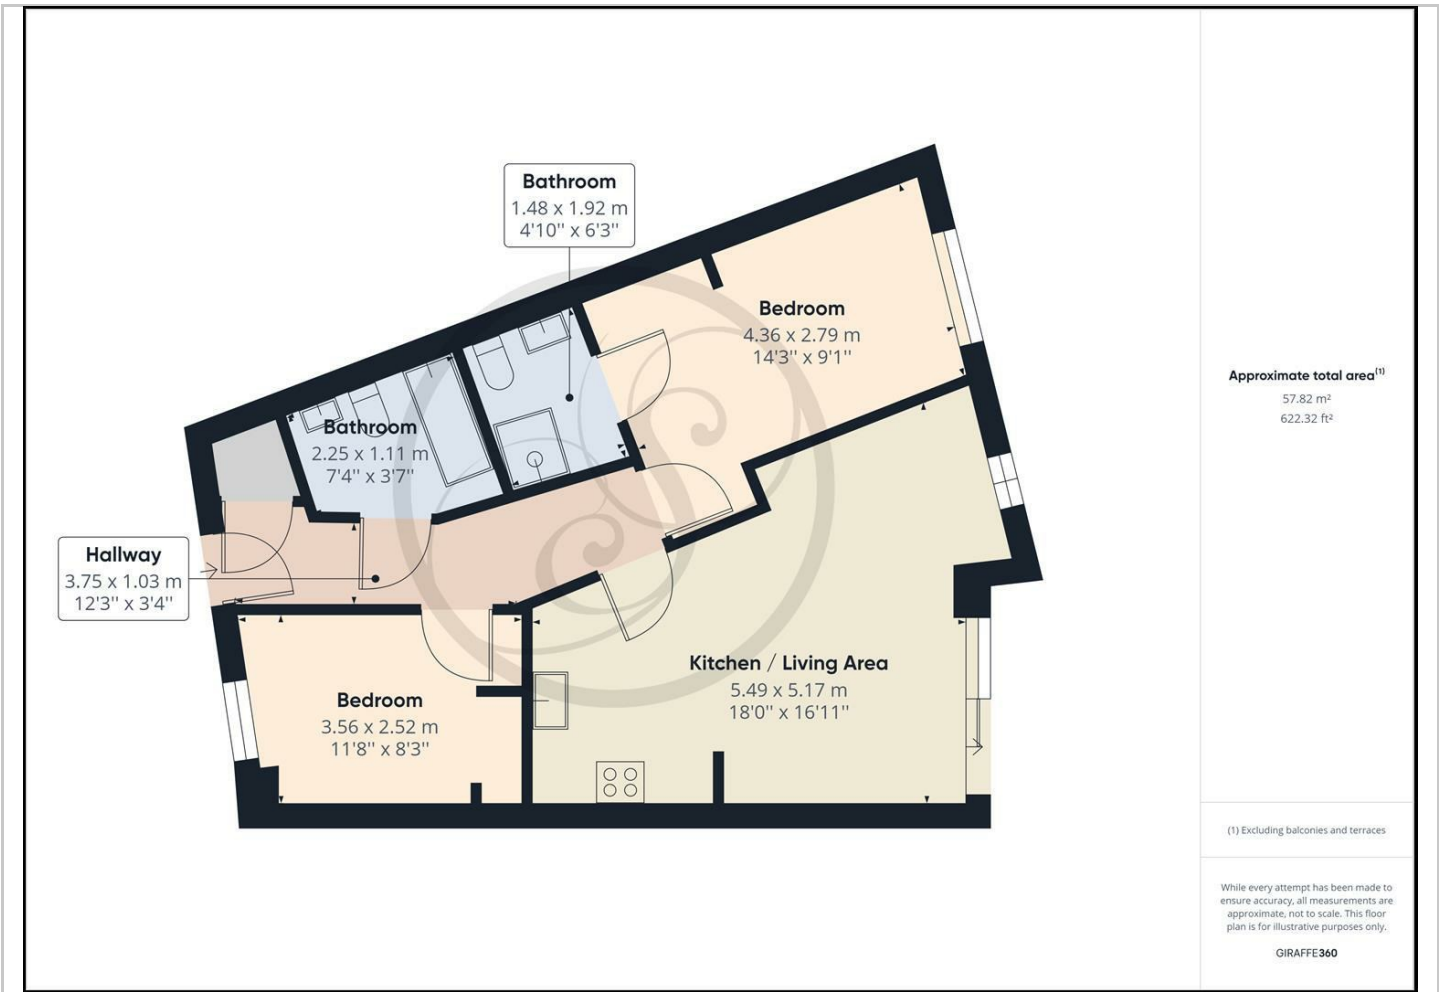 Bathroom
1.48 x 1.92 m
4'10" x 6'3"
Bedroom
4.36 x 2.79 m
14'3" x 9'1"
Bathroom
2.25 x 1.11 m
7'4" x 3'7"
Hallway
3.75 x 1.03 m
12'3" x 3'4"
Kitchen / Living Area
5.49 x 5.17 m
18'0" x 16'11"
Bedroom
3.56 x 2.52 m
11'8" x 8'3"
Approximate total area(1)
57.82 m²
622.32 ft²
(1) Excluding balconies and terraces
While every attempt has been made to
ensure accuracy, all measurements are
approximate, not to scale. This floor
plan is for illustrative purposes only.
GIRAFFE360